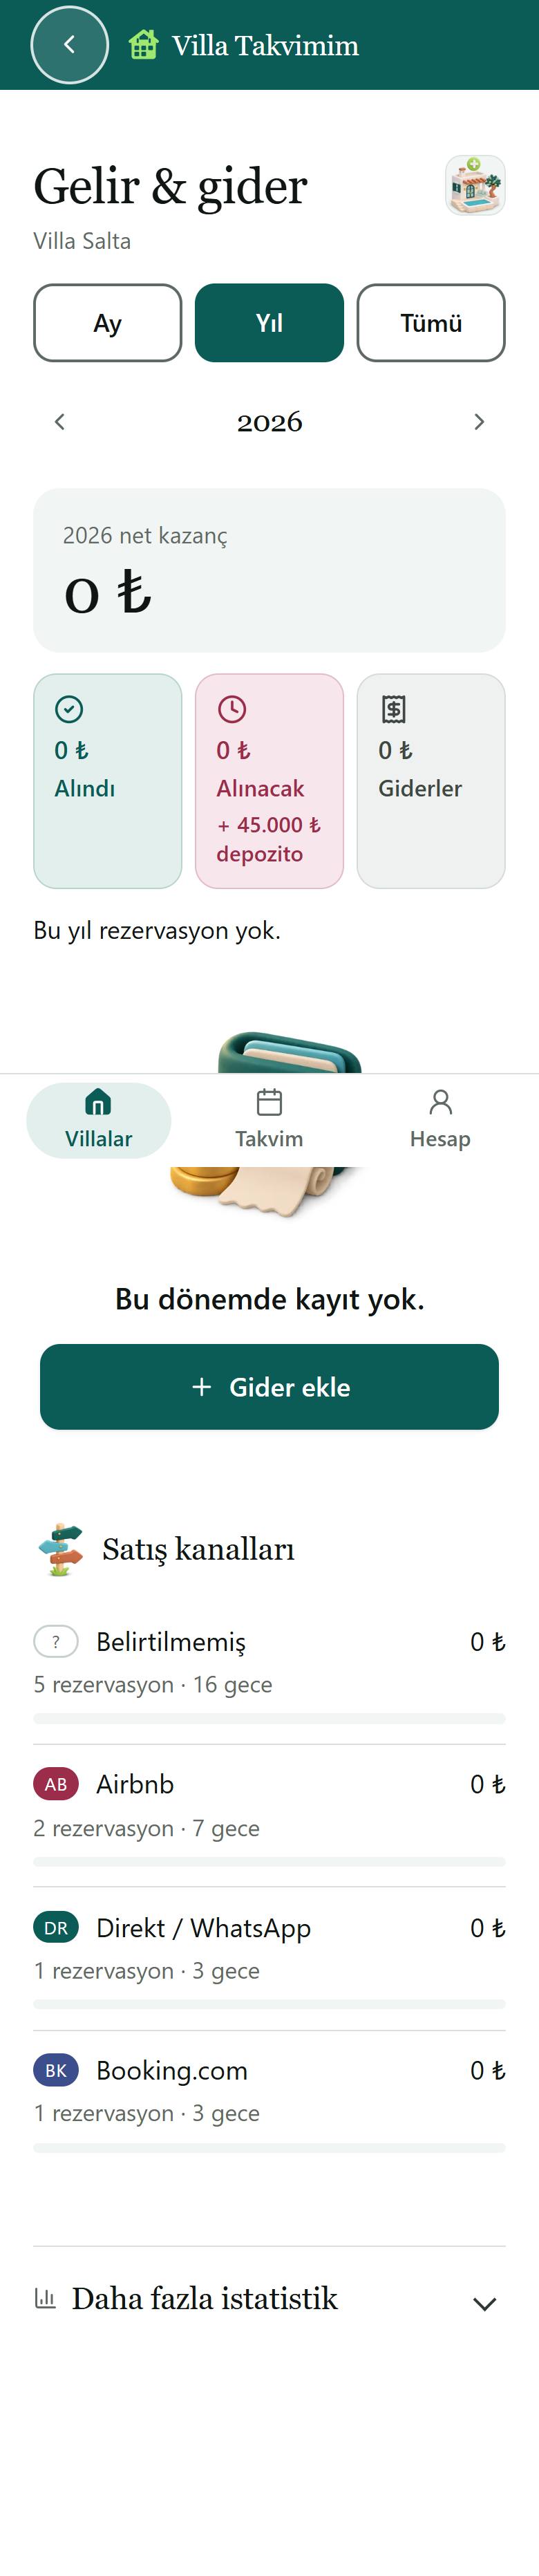 Villa Takvimim
Gelir & gider
Villa Salta
Ay
Yıl
Tümü
2026
2026 net kazanç
0 ₺
0 ₺
Alındı
0 ₺
Alınacak
+ 45.000 ₺
depozito
0 ₺
Giderler
Bu yıl rezervasyon yok.
Villalar
Takvim
Hesap
Bu dönemde kayıt yok.
+ Gider ekle
Satış kanalları
? Belirtilmemiş 0 ₺
5 rezervasyon · 16 gece
AB Airbnb 0 ₺
2 rezervasyon · 7 gece
DR Direkt / WhatsApp 0 ₺
1 rezervasyon · 3 gece
BK Booking.com 0 ₺
1 rezervasyon · 3 gece
Daha fazla istatistik